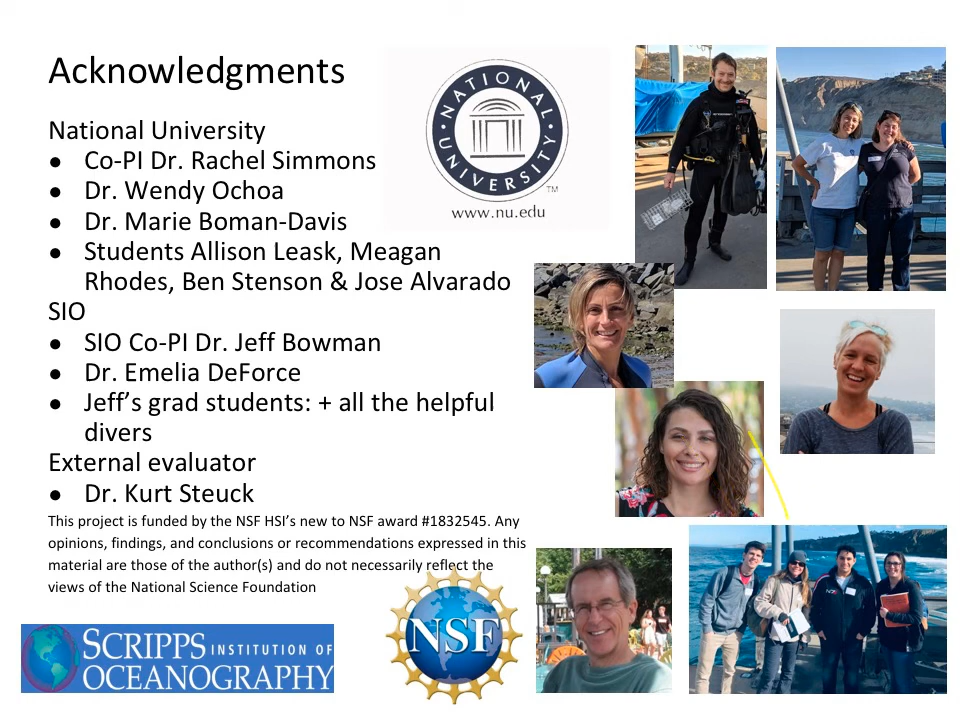 Acknowledgments
National University
● Co-PI Dr. Rachel Simmons
● Dr. Wendy Ochoa
● Dr. Marie Boman-Davis
● Students Allison Leask, Meagan
Rhodes, Ben Stenson & Jose Alvarado
SIO
● SIO Co-PI Dr. Jeff Bowman
● Dr. Emelia DeForce
● Jeff’s grad students: + all the helpful
divers
External evaluator
● Dr. Kurt Steuck
This project is funded by the NSF HSI’s new to NSF award #1832545. Any
opinions, findings, and conclusions or recommendations expressed in this
material are those of the author(s) and do not necessarily reflect the
views of the National Science Foundation
· NATIONAL · UNIVERSITY
TM
www.nu.edu
SCRIPPS INSTITUTION OF
OCEANOGRAPHY
NSF